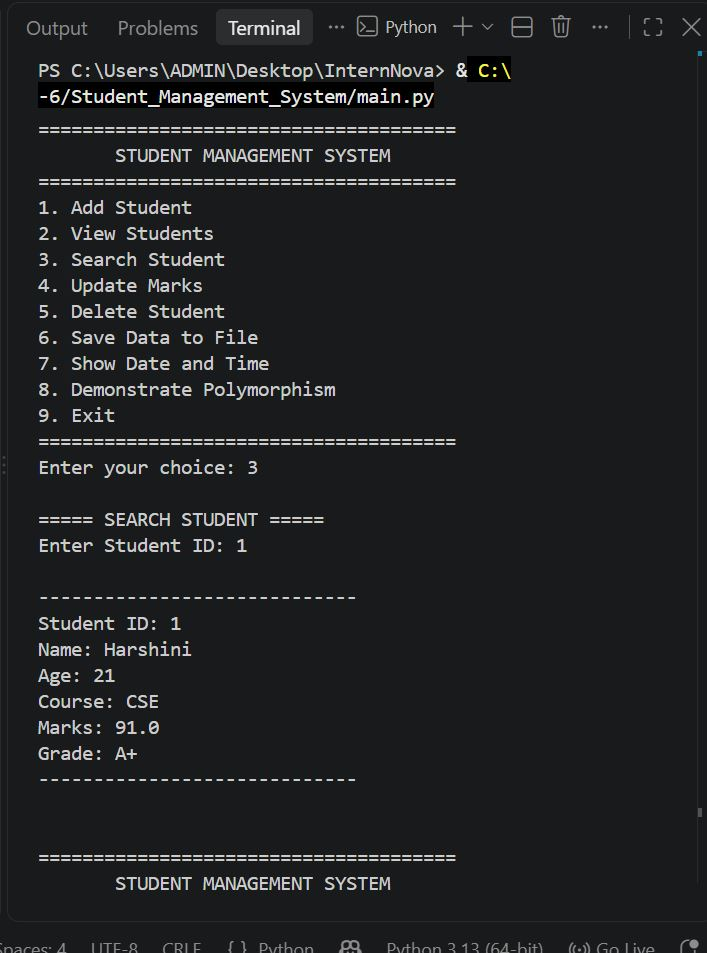 Output Problems Terminal ··· Python
PS C:\Users\ADMIN\Desktop\InternNova> & C:\
-6/Student_Management_System/main.py
======================================
STUDENT MANAGEMENT SYSTEM
======================================
1. Add Student
2. View Students
3. Search Student
4. Update Marks
5. Delete Student
6. Save Data to File
7. Show Date and Time
8. Demonstrate Polymorphism
9. Exit
======================================
Enter your choice: 3
===== SEARCH STUDENT =====
Enter Student ID: 1
-----------------------------
Student ID: 1
Name: Harshini
Age: 21
Course: CSE
Marks: 91.0
Grade: A+
-----------------------------
======================================
STUDENT MANAGEMENT SYSTEM
paces: 4 UTF-8 CRLF {} Python Python 3.13 (64-bit) Go Live